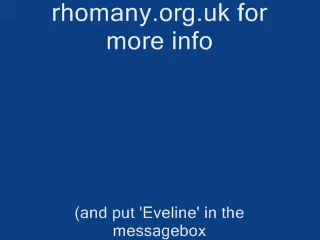 rhomany.org.uk for
more info
(and put 'Eveline' in the
messagebox